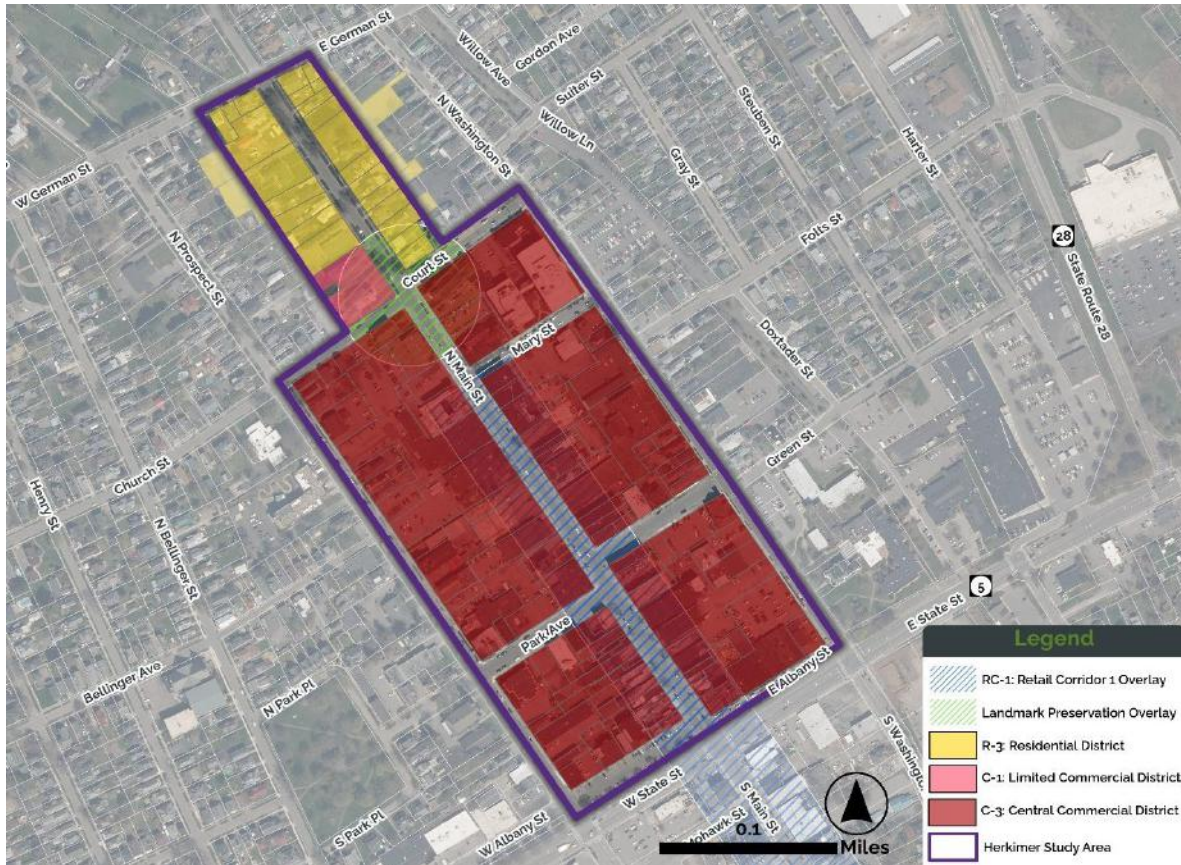 E German St
Willow Ave
Gordon Ave
Suiter St
N Washington St
Willow Ln
Steuben St
Harter St
Gray St
W German St
Folts St
28
State Route 28
N Prospect St
Court St
Mary St
Doxtader St
N Main St
Green St
Church St
Henry St
N Bellinger St
5
E State St
Park Ave
Bellinger Ave
N Park Pl
E Albany St
S Washington
W State St
S Main St
S Park Pl
W Albany St
Mohawk St
0.1
Miles
Legend
RC-1: Retail Corridor 1 Overlay
Landmark Preservation Overlay
R-3: Residential District
C-1: Limited Commercial District
C-3: Central Commercial District
Herkimer Study Area